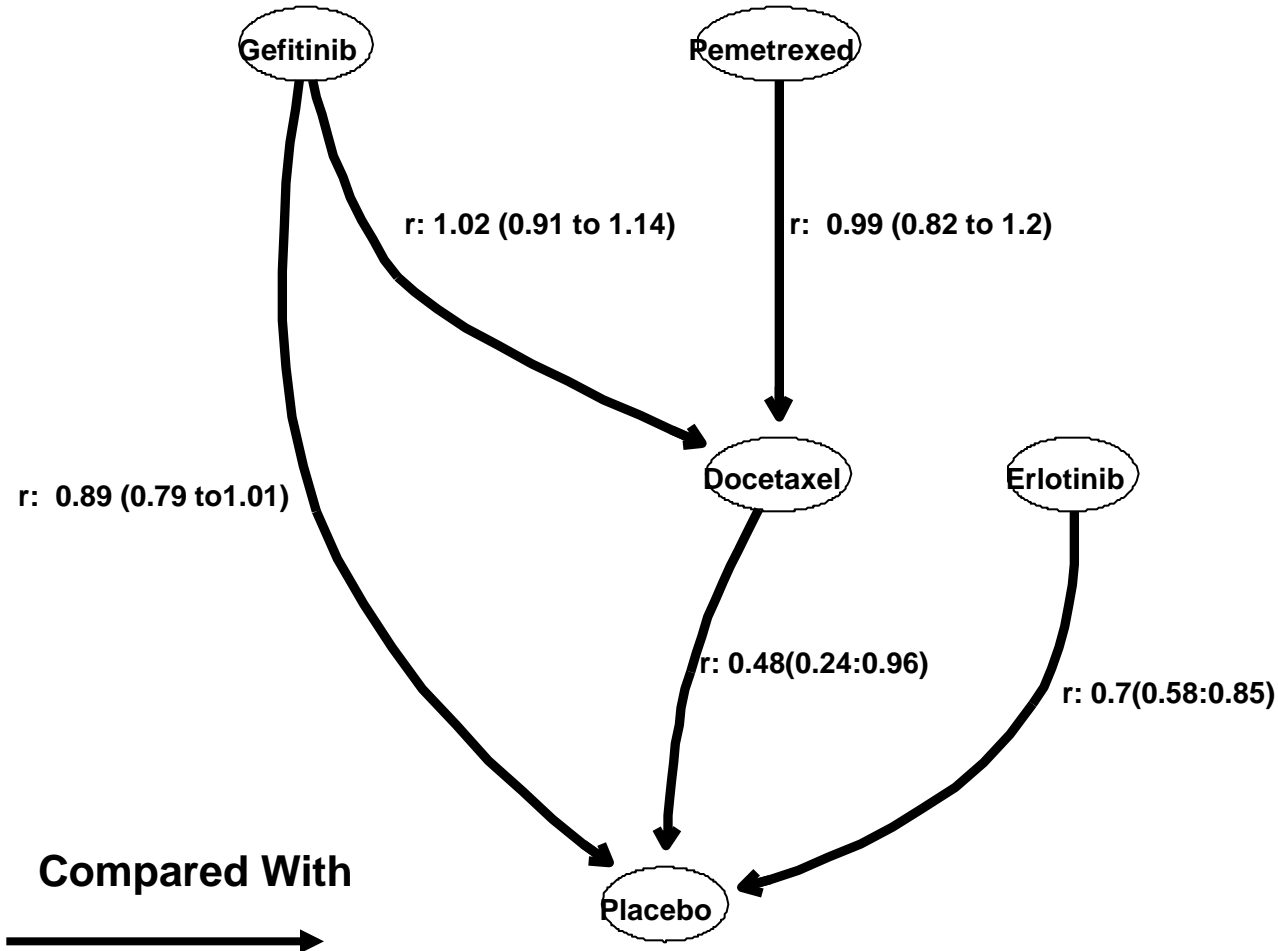 Gefitinib
Pemetrexed
r: 1.02 (0.91 to 1.14)
r:  0.99 (0.82 to 1.2)
Docetaxel
Erlotinib
r:  0.89 (0.79 to1.01)
r: 0.48(0.24:0.96)
r: 0.7(0.58:0.85)
Compared With
Placebo